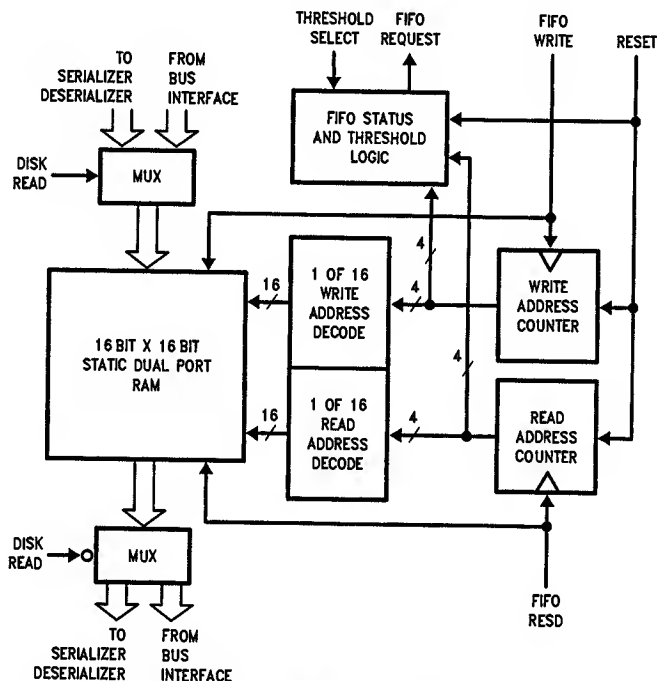 THRESHOLD SELECT
FIFO REQUEST
FIFO WRITE
RESET
TO SERIALIZER DESERIALIZER
FROM BUS INTERFACE
DISK READ
MUX
FIFO STATUS AND THRESHOLD LOGIC
4
4
16
4
16
4
16 BIT X 16 BIT STATIC DUAL PORT RAM
1 OF 16 WRITE ADDRESS DECODE
WRITE ADDRESS COUNTER
1 OF 16 READ ADDRESS DECODE
READ ADDRESS COUNTER
DISK READ
MUX
FIFO RESD
TO SERIALIZER DESERIALIZER
FROM BUS INTERFACE